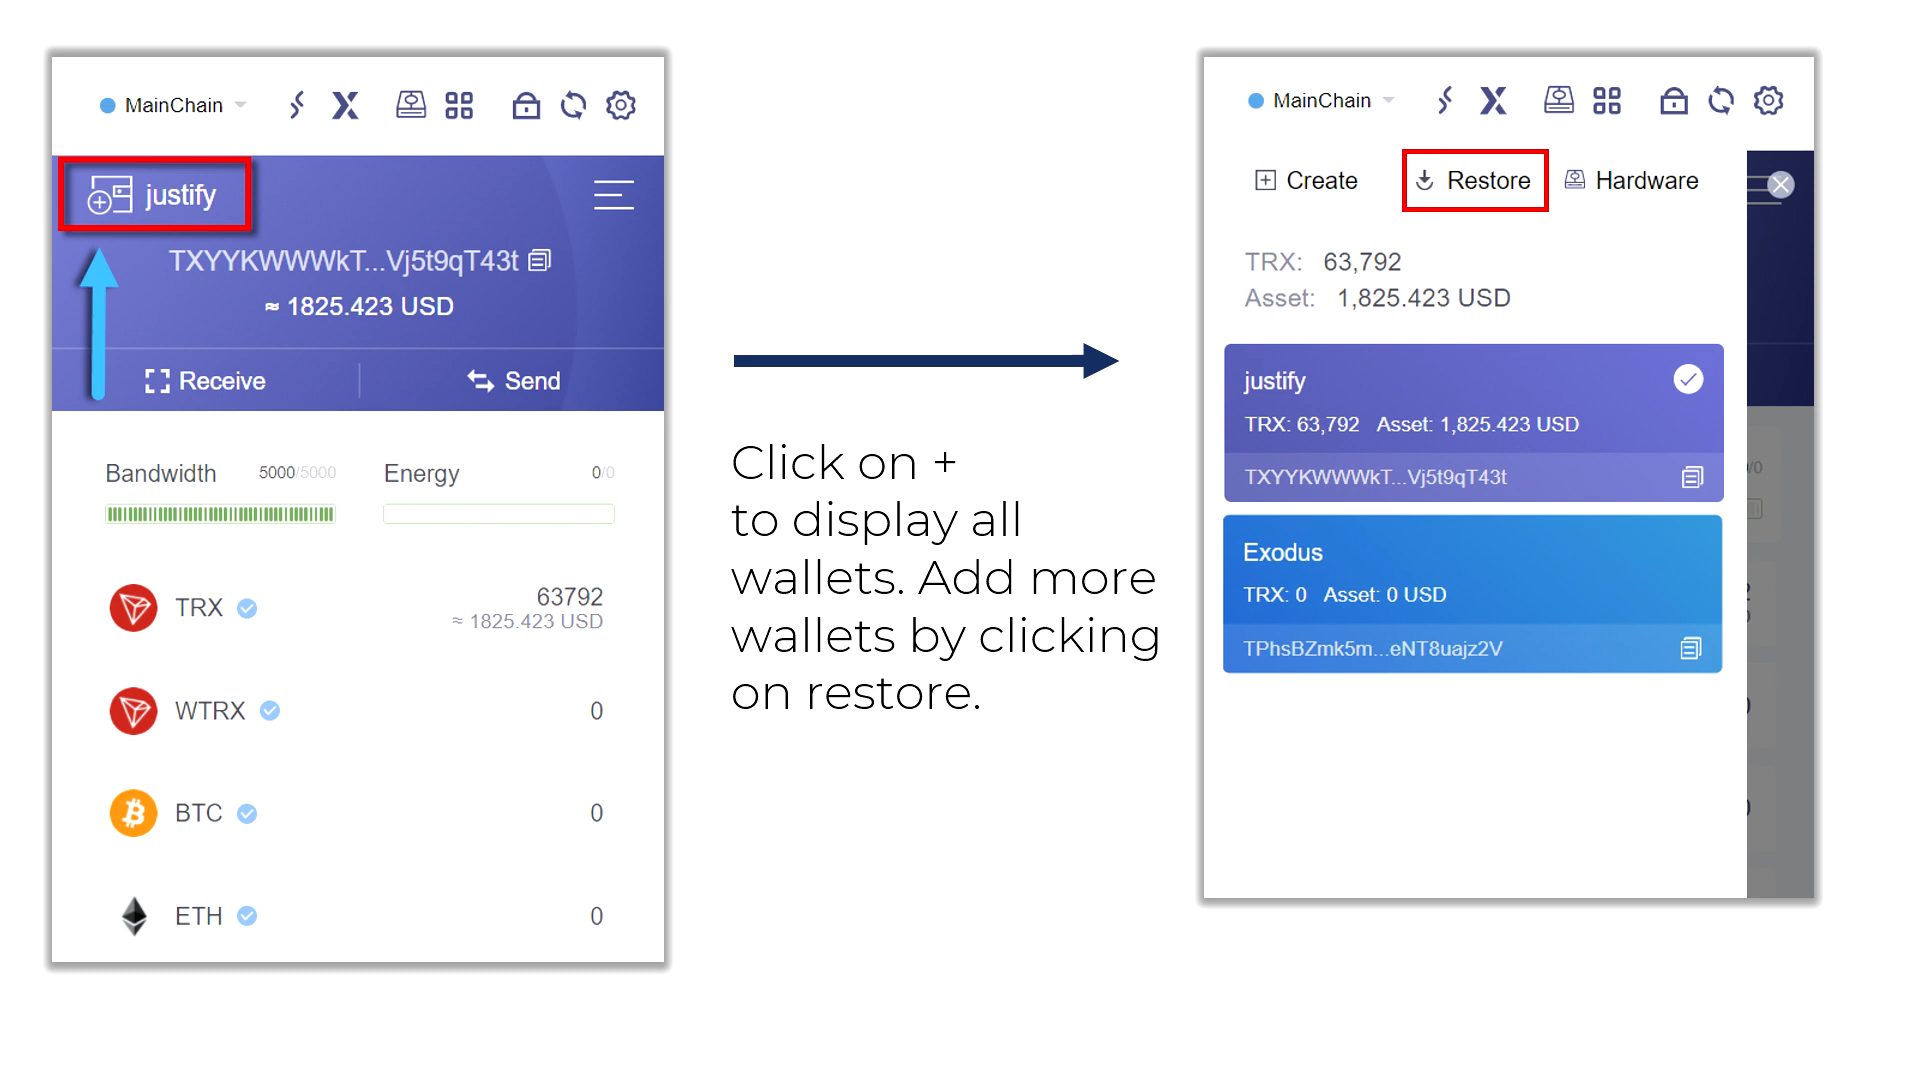 MainChain
justify
TXYYKWWWkT...Vj5t9qT43t
≈ 1825.423 USD
Receive
Send
Bandwidth 5000/5000
Energy 0/0
TRX 63792
≈ 1825.423 USD
WTRX 0
BTC 0
ETH 0
Click on +
to display all
wallets. Add more
wallets by clicking
on restore.
MainChain
Create
Restore
Hardware
TRX: 63,792
Asset: 1,825.423 USD
justify
TRX: 63,792 Asset: 1,825.423 USD
TXYYKWWWkT...Vj5t9qT43t
Exodus
TRX: 0 Asset: 0 USD
TPhsBZmk5m...eNT8uajz2V